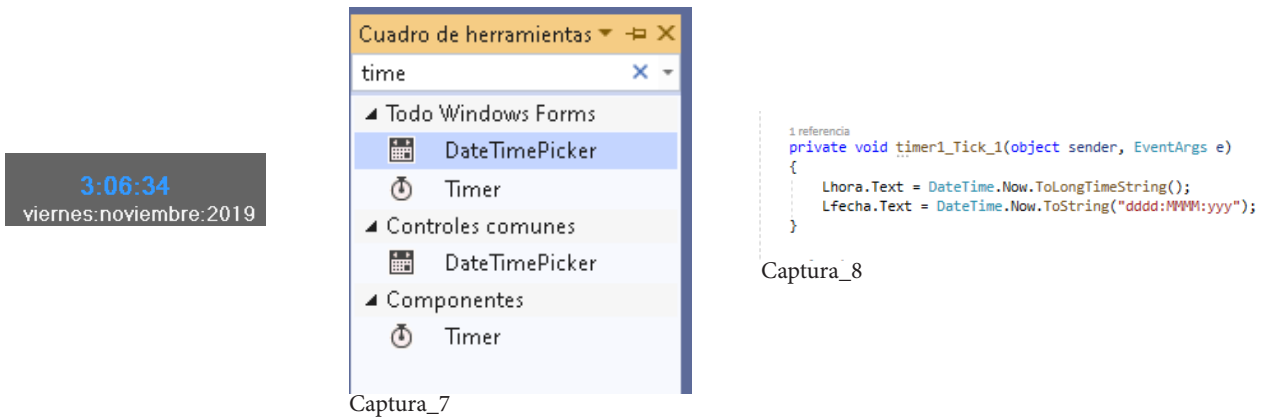 3:06:34
viernes:noviembre:2019
Cuadro de herramientas
time
Todo Windows Forms
DateTimePicker
Timer
Controles comunes
DateTimePicker
Componentes
Timer
Captura_7
1 referencia
private void timer1_Tick_1(object sender, EventArgs e)
{
Lhora.Text = DateTime.Now.ToLongTimeString();
Lfecha.Text = DateTime.Now.ToString("dddd:MMMM:yyy");
}
Captura_8